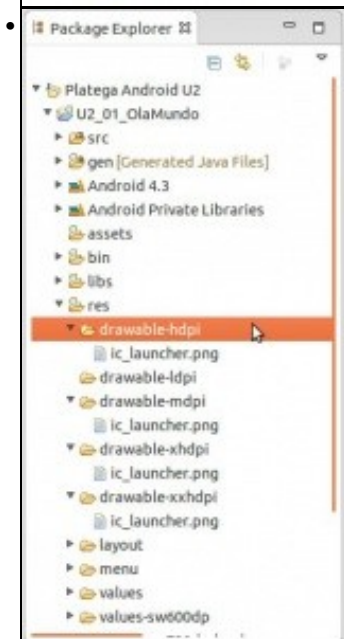 Package Explorer
Platega Android U2
U2_01_OlaMundo
src
gen [Generated Java Files]
Android 4.3
Android Private Libraries
assets
bin
libs
res
drawable-hdpi
ic_launcher.png
drawable-ldpi
drawable-mdpi
ic_launcher.png
drawable-xhdpi
ic_launcher.png
drawable-xxhdpi
ic_launcher.png
layout
menu
values
values-sw600dp